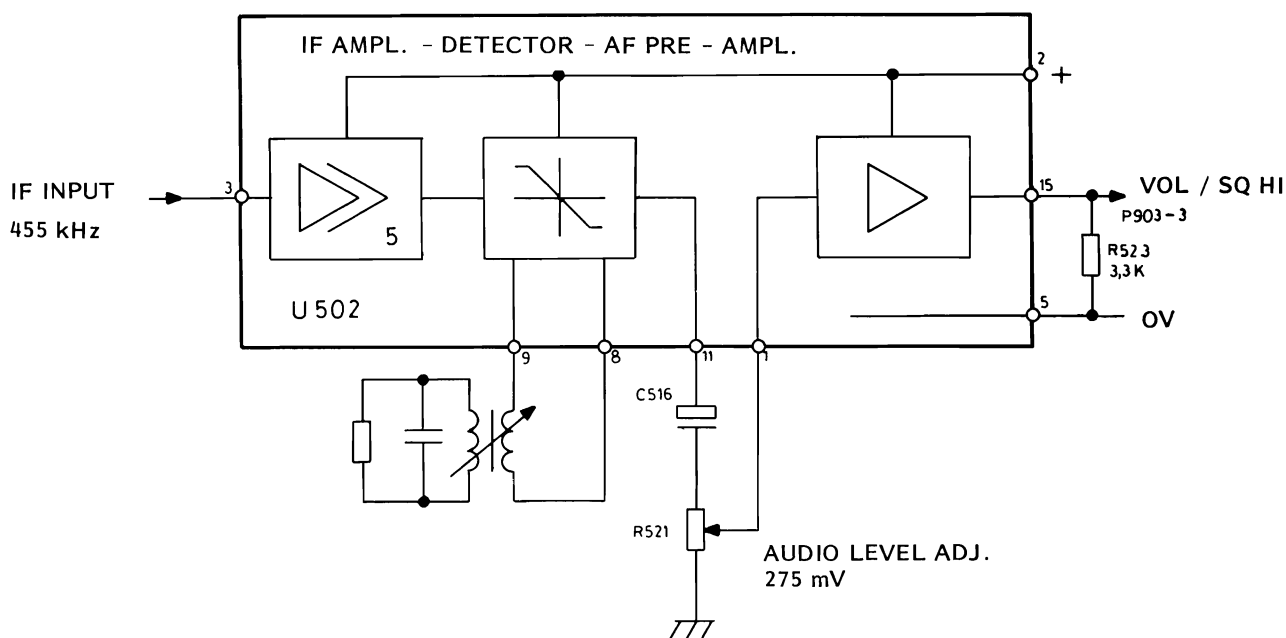 IF AMPL. - DETECTOR - AF PRE - AMPL.
2
+
IF INPUT
455 kHz
3
5
15
VOL / SQ HI
P903-3
R523
3,3K
U502
5
0V
9
8
11
1
C516
R521
AUDIO LEVEL ADJ.
275 mV